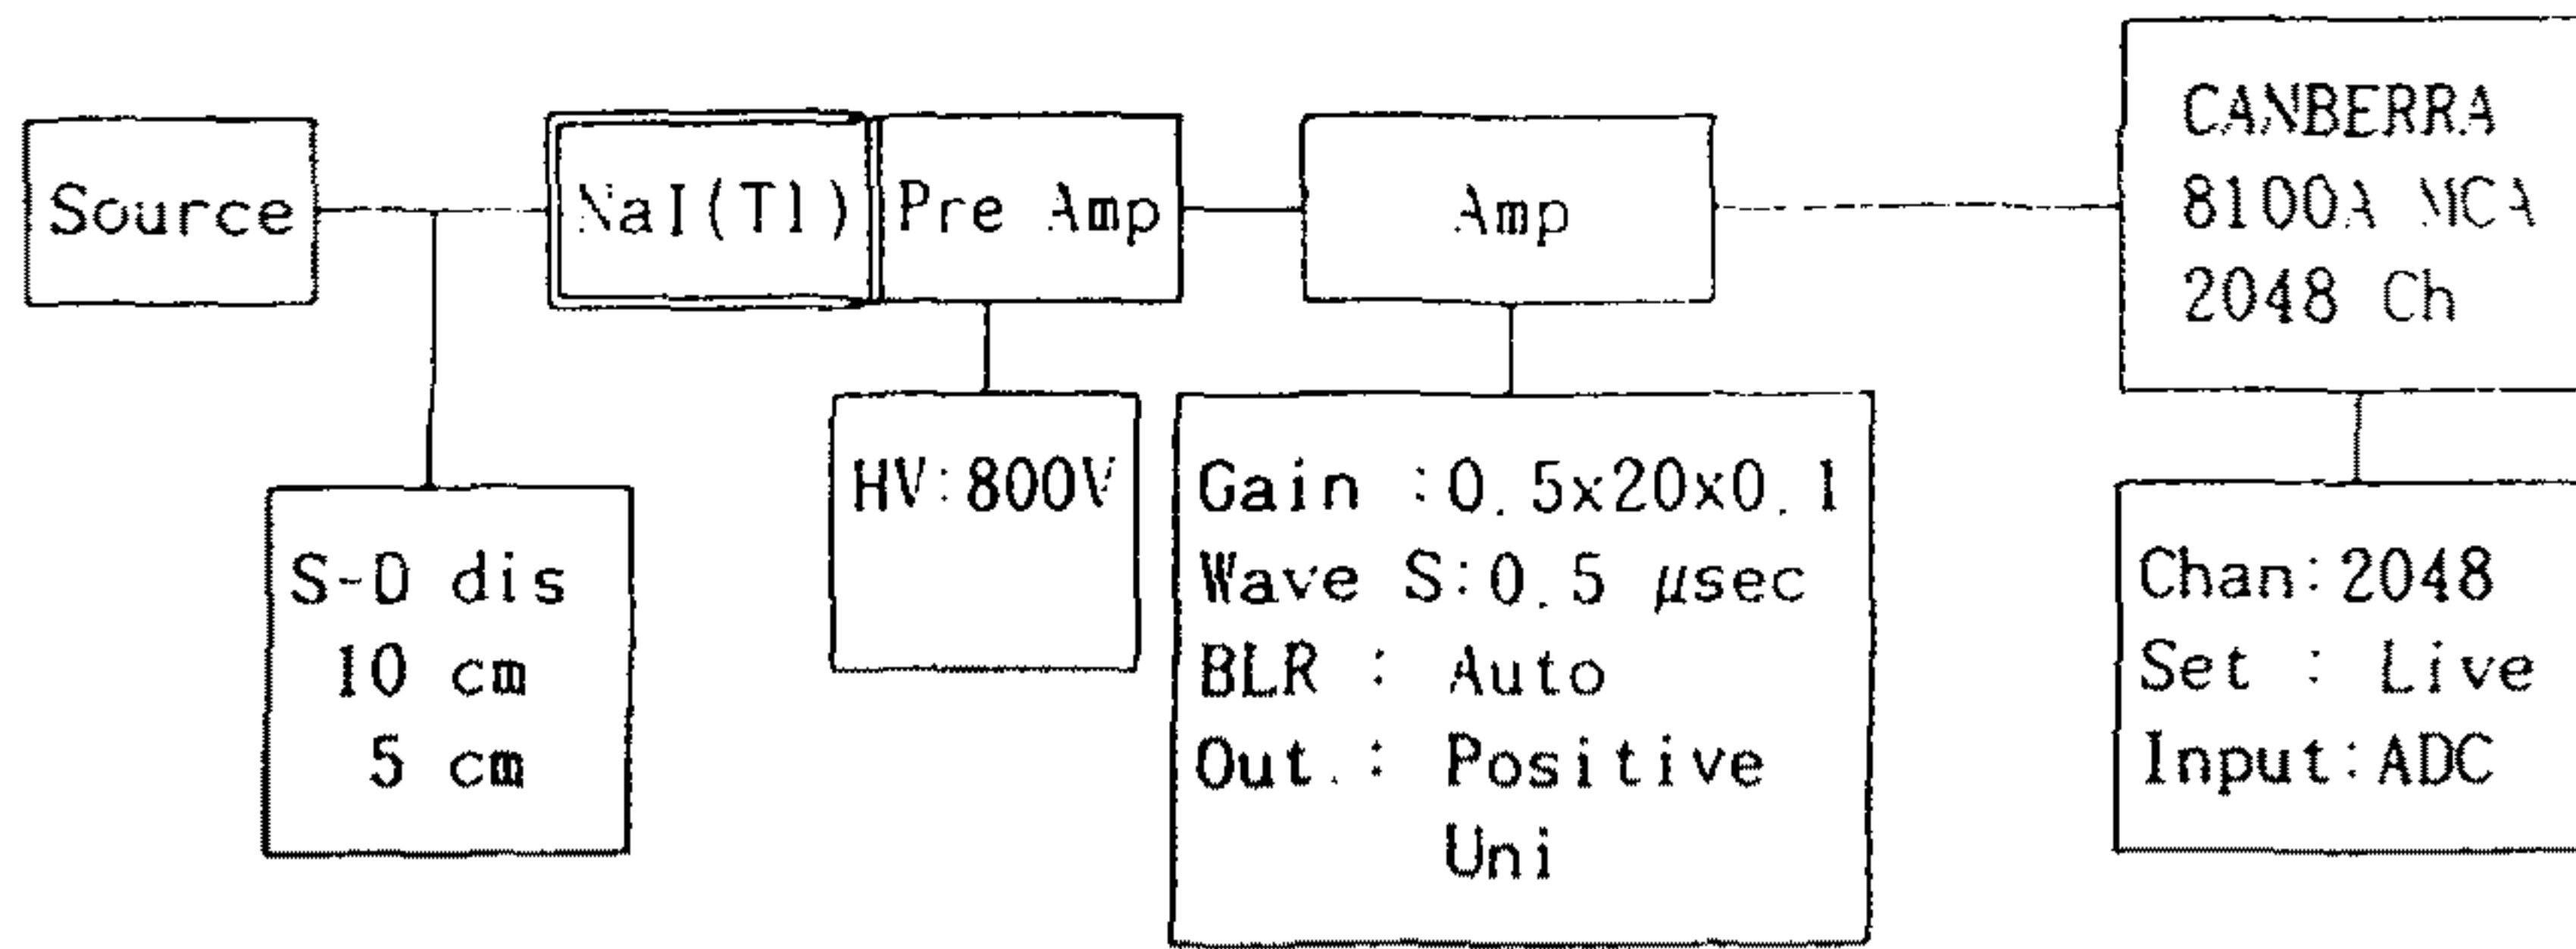 Source
NaI(Tl)
Pre Amp
Amp
CANBERRA
8100A MCA
2048 Ch
S-D dis
10 cm
5 cm
HV:800V
Gain :0.5x20x0.1
Wave S:0.5 μsec
BLR : Auto
Out.: Positive
Uni
Chan:2048
Set : Live
Input:ADC